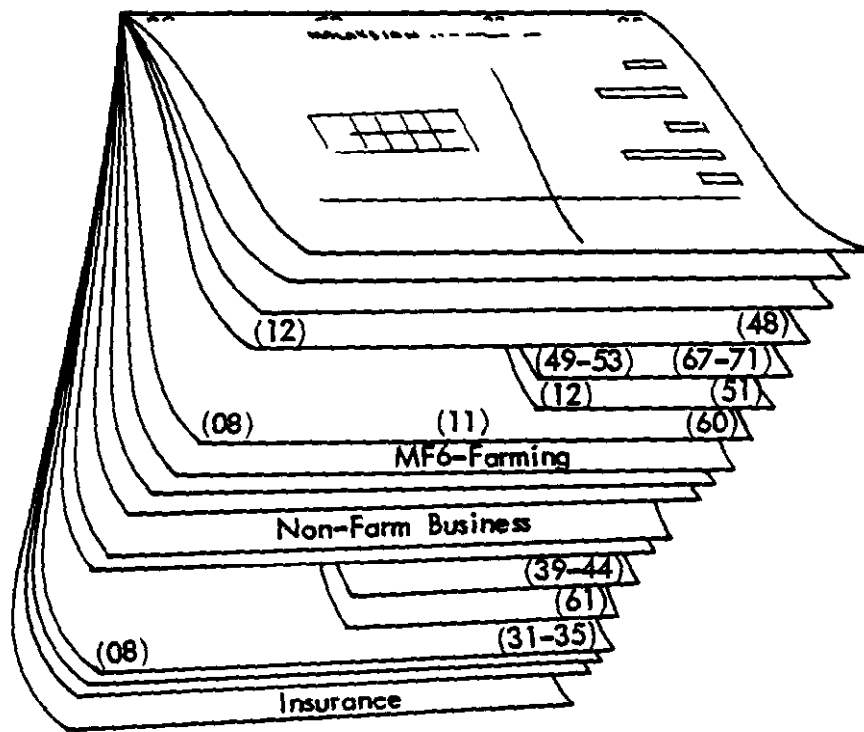 MALAYSIAN
(12) (48)
(49-53) (67-71)
(12) (51)
(08) (11) (60)
MF6-Farming
Non-Farm Business
(39-44)
(61)
(08) (31-35)
Insurance